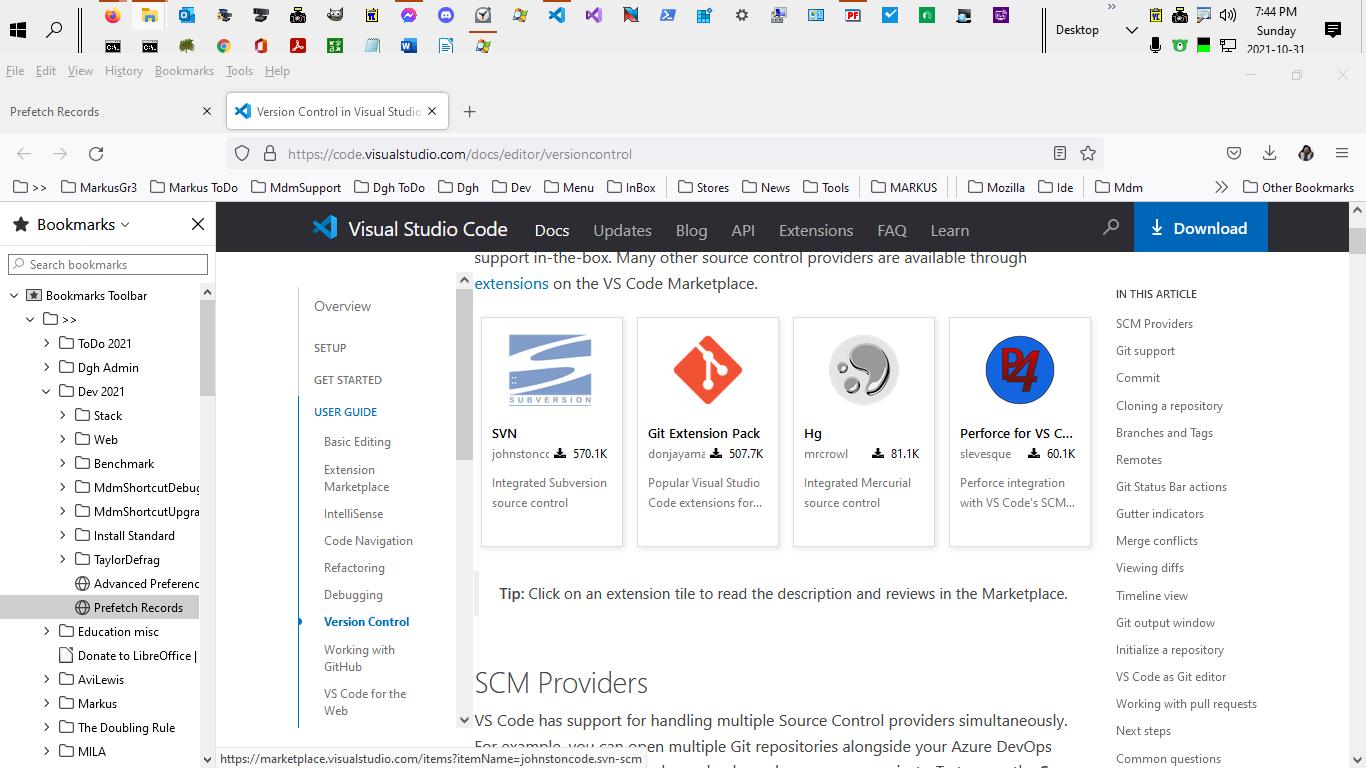 Desktop
»
7:44 PM
Sunday
2021-10-31
File Edit View History Bookmarks Tools Help
Prefetch Records
Version Control in Visual Studio
https://code.visualstudio.com/docs/editor/versioncontrol
>> MarkusGr3 Markus ToDo MdmSupport Dgh ToDo Dgh Dev Menu InBox Stores News Tools MARKUS Mozilla Ide Mdm Other Bookmarks
Bookmarks
Search bookmarks
Bookmarks Toolbar
>>
ToDo 2021
Dgh Admin
Dev 2021
Stack
Web
Benchmark
MdmShortcutDebug
MdmShortcutUpgra
Install Standard
TaylorDefrag
Advanced Preferenc
Prefetch Records
Education misc
Donate to LibreOffice |
AviLewis
Markus
The Doubling Rule
MILA
Visual Studio Code Docs Updates Blog API Extensions FAQ Learn Download
Overview
SETUP
GET STARTED
USER GUIDE
Basic Editing
Extension
Marketplace
IntelliSense
Code Navigation
Refactoring
Debugging
Version Control
Working with
GitHub
VS Code for the
Web
support in-the-box. Many other source control providers are available through
extensions on the VS Code Marketplace.
SUBVERSION
SVN
johnstonco 570.1K
Integrated Subversion
source control
Git Extension Pack
donjayama 507.7K
Popular Visual Studio
Code extensions for...
Hg
mrcrowl 81.1K
Integrated Mercurial
source control
P4
Perforce for VS C...
slevesque 60.1K
Perforce integration
with VS Code's SCM...
Tip: Click on an extension tile to read the description and reviews in the Marketplace.
SCM Providers
VS Code has support for handling multiple Source Control providers simultaneously.
For example, you can open multiple Git repositories alongside your Azure DevOps
IN THIS ARTICLE
SCM Providers
Git support
Commit
Cloning a repository
Branches and Tags
Remotes
Git Status Bar actions
Gutter indicators
Merge conflicts
Viewing diffs
Timeline view
Git output window
Initialize a repository
VS Code as Git editor
Working with pull requests
Next steps
Common questions
https://marketplace.visualstudio.com/items?itemName=johnstoncode.svn-scm